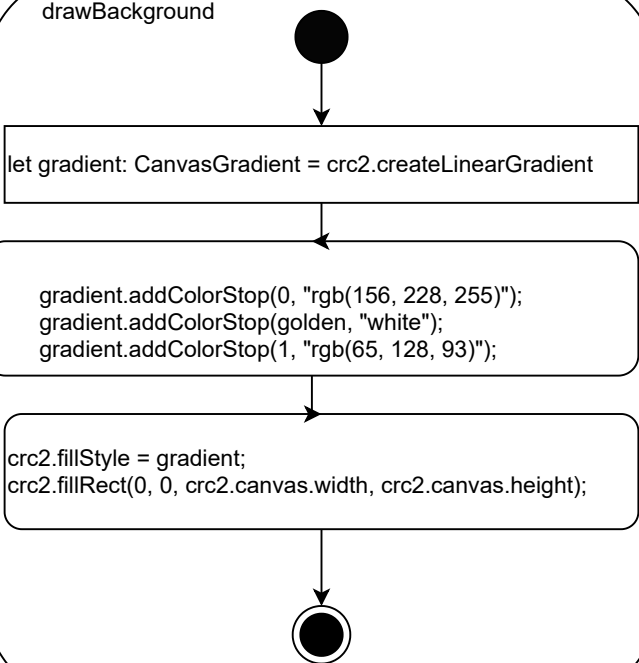 drawBackground
let gradient: CanvasGradient = crc2.createLinearGradient
gradient.addColorStop(0, "rgb(156, 228, 255)");
gradient.addColorStop(golden, "white");
gradient.addColorStop(1, "rgb(65, 128, 93)");
crc2.fillStyle = gradient;
crc2.fillRect(0, 0, crc2.canvas.width, crc2.canvas.height);